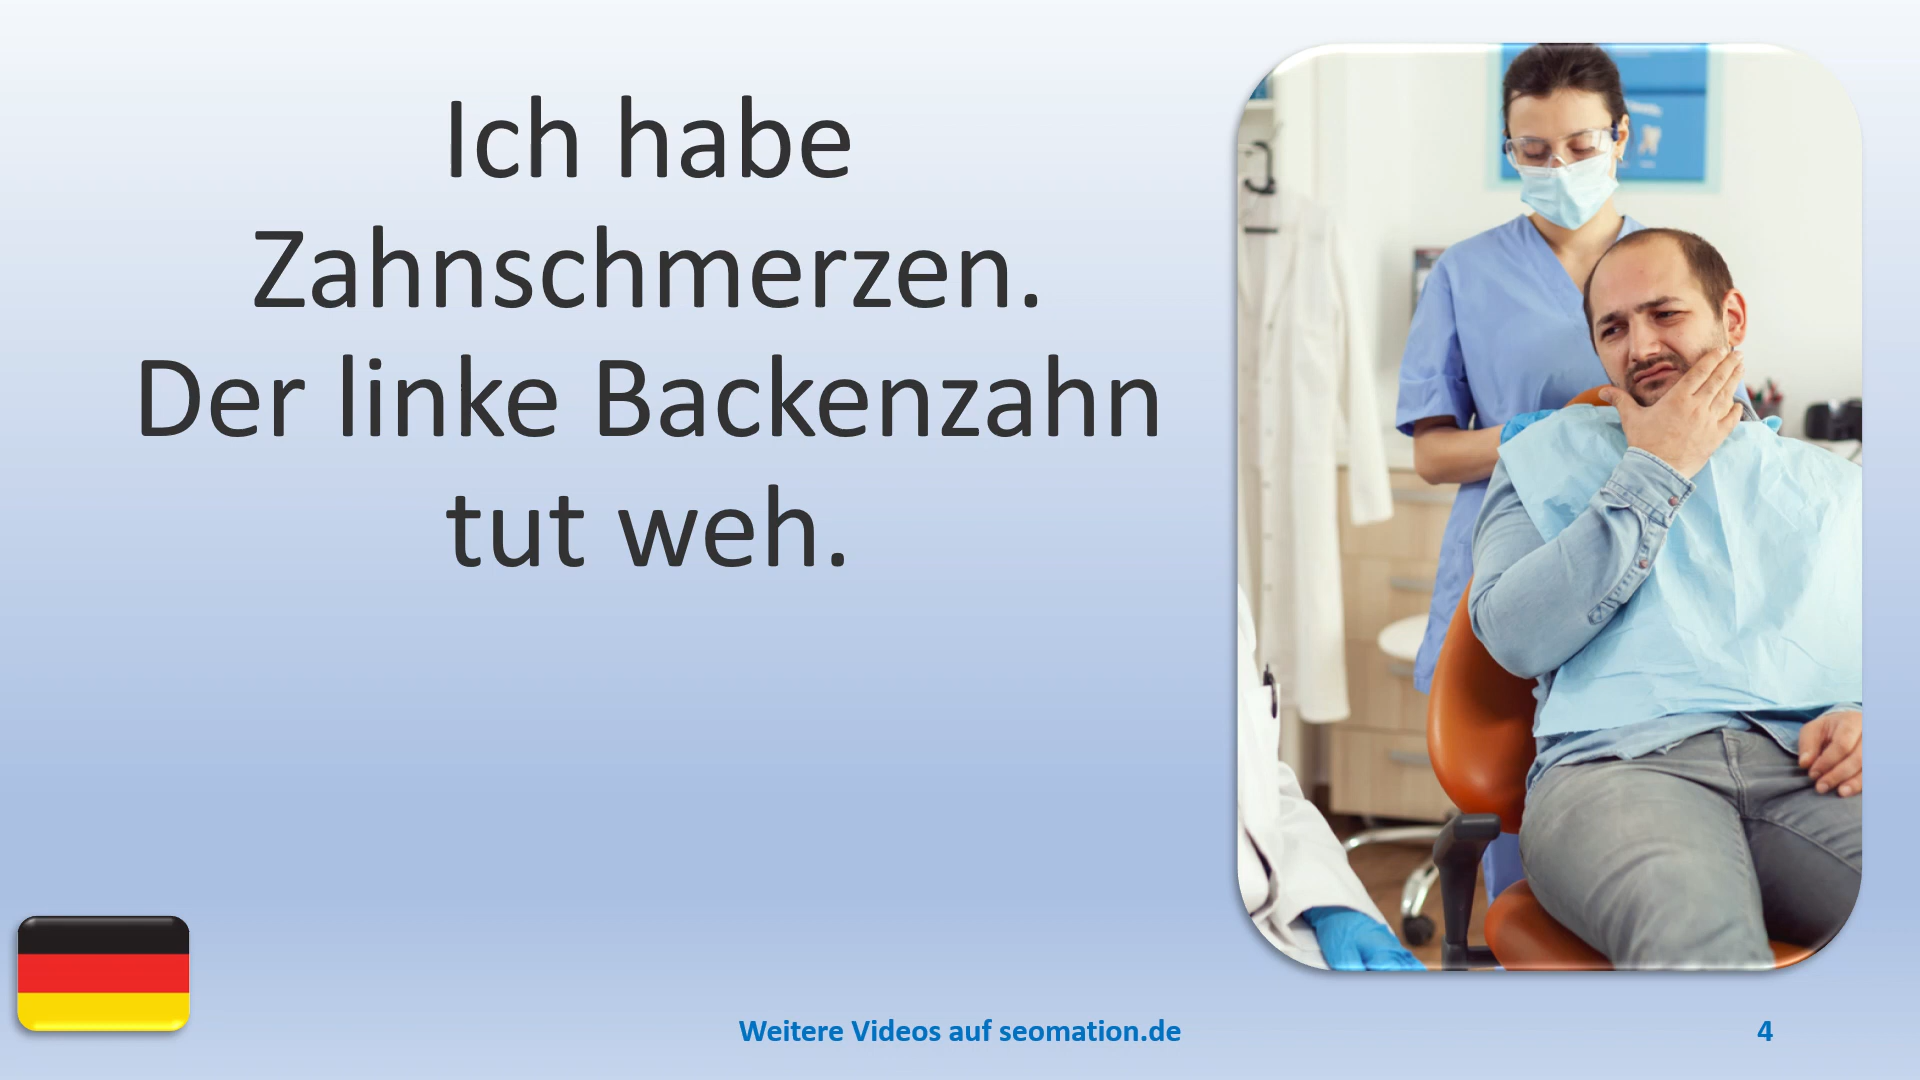 Ich habe
Zahnschmerzen.
Der linke Backenzahn
tut weh.
Weitere Videos auf seomation.de
4